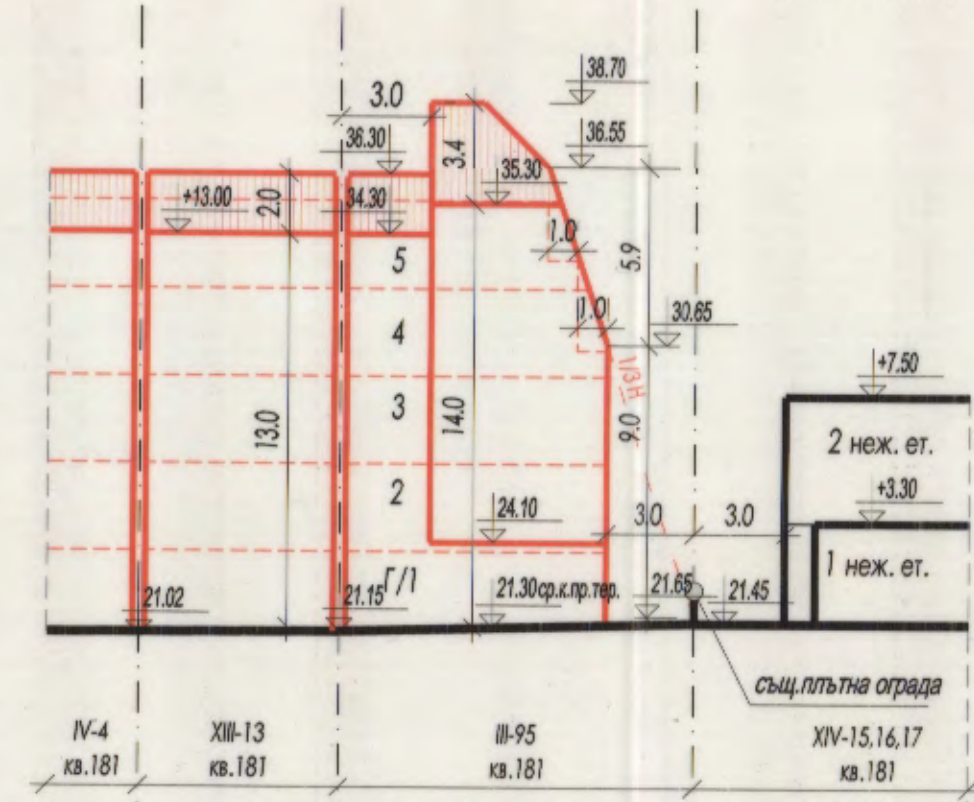 38.70
3.0
36.30
36.55
3.4
35.30
+13.00
2.0
34.30
1.0
5
5.9
1.0
30.65
4
1/3H
+7.50
3
13.0
14.0
9.0
2 неж. ет.
2
24.10
3.0
3.0
+3.30
Г/1
1 неж. ет.
21.02
21.15
21.30ср.к.пр.тер.
21.65
21.45
същ.плътна ограда
IV-4
кв.181
XIII-13
кв.181
III-95
кв.181
XIV-15,16,17
кв.181